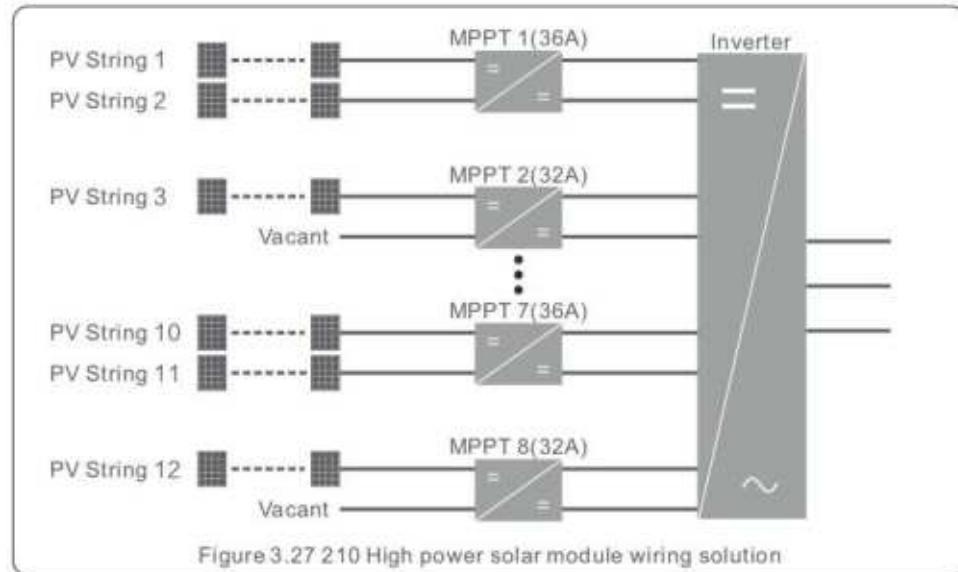 MPPT 1(36A)
Inverter
PV String 1
PV String 2
MPPT 2(32A)
PV String 3
Vacant
MPPT 7(36A)
PV String 10
PV String 11
MPPT 8(32A)
PV String 12
Vacant
Figure 3.27 210 High power solar module wiring solution